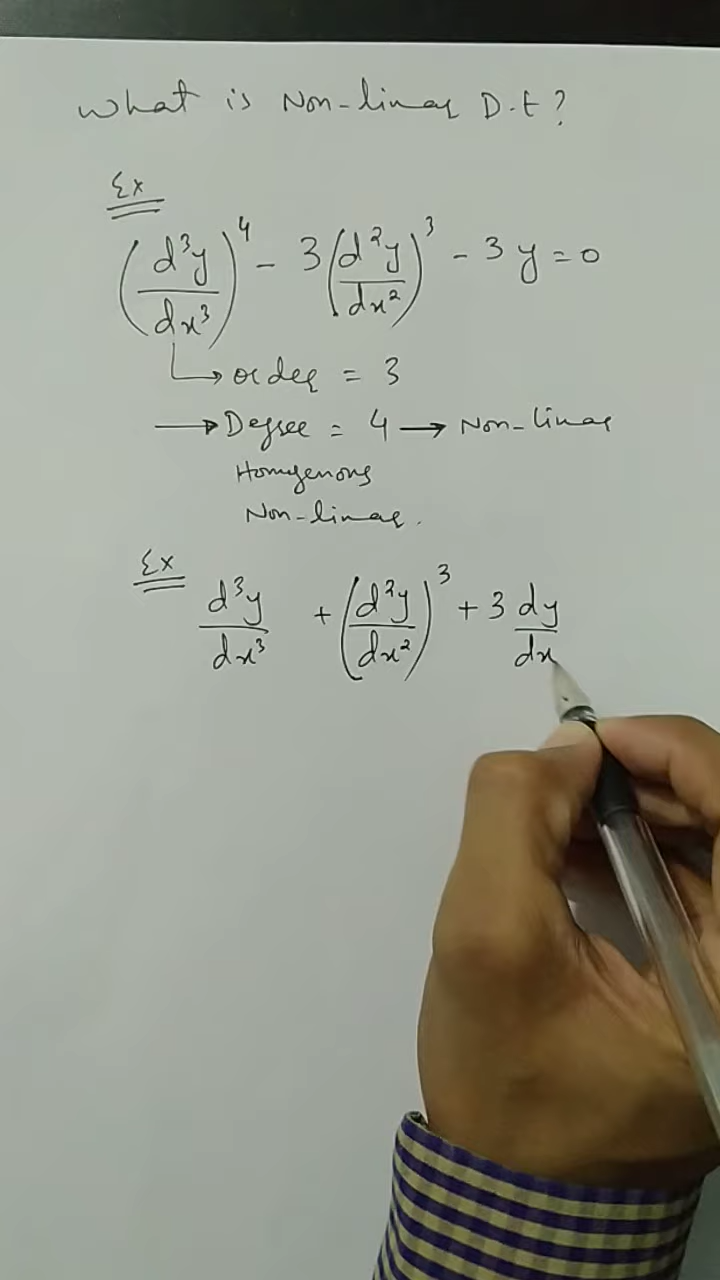 What is Non-linear D.E?
Ex
(d³y/dx³)⁴ - 3(d²y/dx²)³ - 3y = 0
↳ order = 3
→ Degree = 4 → Non-linear
Homogenous
Non-linear.
Ex
d³y/dx³ + (d²y/dx²)³ + 3 dy/dx